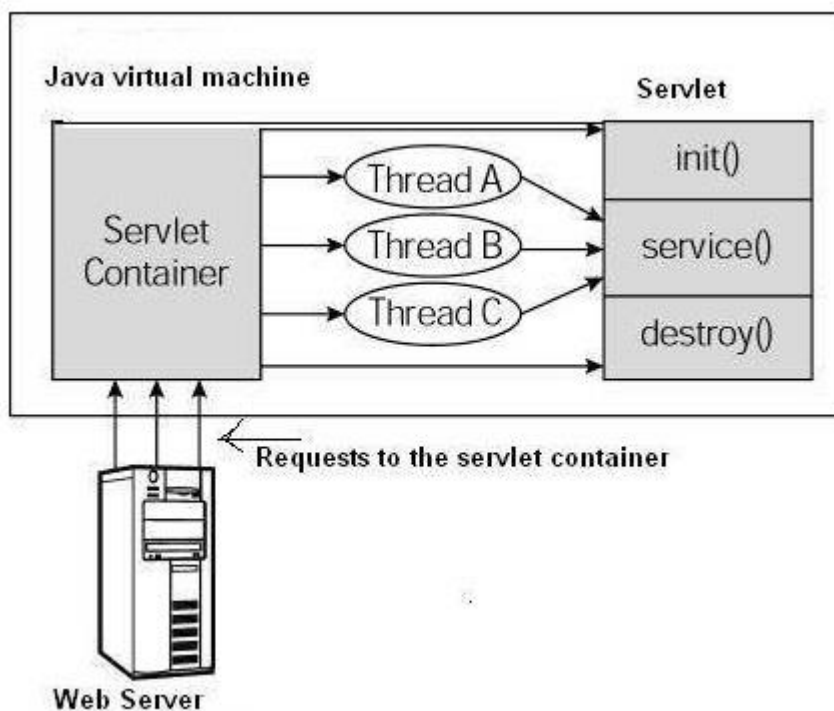 Java virtual machine
Servlet
Servlet
Container
Thread A
Thread B
Thread C
init()
service()
destroy()
Requests to the servlet container
Web Server